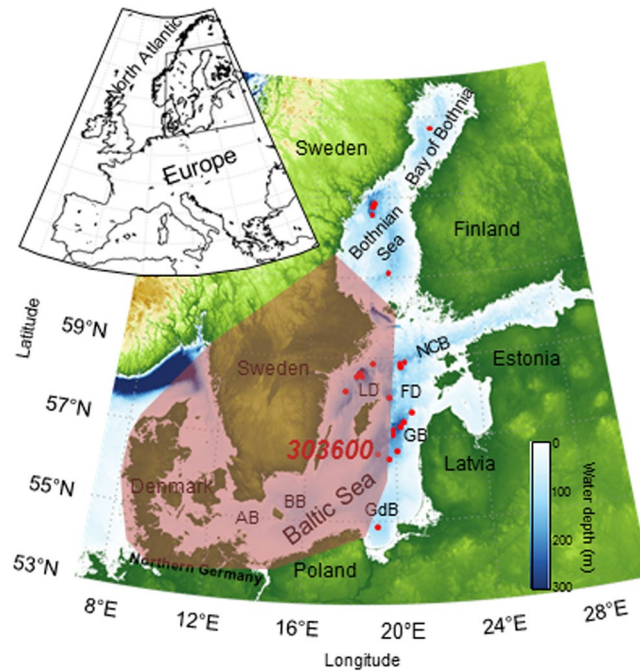 North Atlantic
Europe
Sweden
Bay of Bothnia
Bothnian
Sea
Finland
Latitude
59°N
57°N
55°N
53°N
Sweden
NCB
Estonia
LD
FD
303600
GB
Latvia
Denmark
BB
AB
Baltic Sea
GdB
Northern Germany
Poland
0
100
200
300
Water depth (m)
8°E
12°E
16°E
20°E
24°E
28°E
Longitude